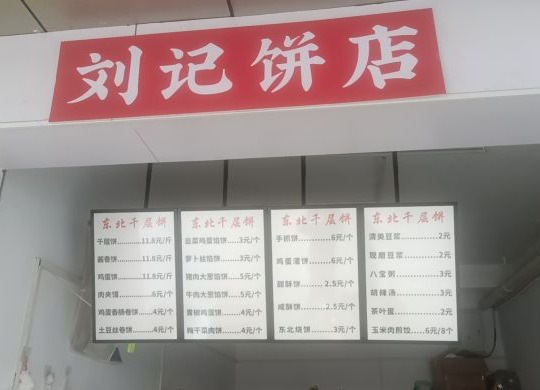 刘记饼店
东北千层饼
千层饼.........11.8元/斤
酱香饼.........11.8元/斤
鸡蛋饼.........11.8元/斤
肉夹馍............6元/个
鸡蛋香肠卷饼......4元/个
土豆丝卷饼......4元/个
东北千层饼
韭菜鸡蛋馅饼.....3元/个
萝卜丝馅饼......3元/个
猪肉大葱馅饼.....5元/个
牛肉大葱馅饼.....5元/个
青椒鸡蛋饼.......4元/个
梅干菜肉饼.......4元/个
东北千层饼
手抓饼............6元/个
鸡蛋灌饼.........6元/个
甜酥饼......... 2.5元/个
咸酥饼.........2.5元/个
东北烧饼.........3元/个
东北千层饼
清美豆浆............2元
现磨豆浆............2元
八宝粥...............3元
胡辣汤...............3元
茶叶蛋...............2元
玉米肉煎饺......6元/8个